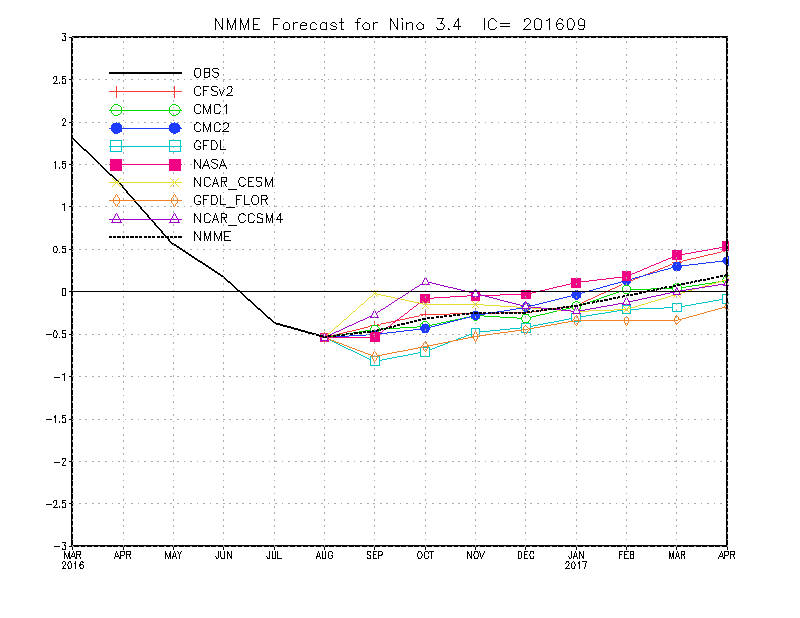 NMME Forecast for Nino 3.4 IC= 201609
3
2.5
2
1.5
1
0.5
0
-0.5
-1
-1.5
-2
-2.5
-3
OBS
CFSv2
CMC1
CMC2
GFDL
NASA
NCAR_CESM
GFDL_FLOR
NCAR_CCSM4
NMME
MAR APR MAY JUN JUL AUG SEP OCT NOV DEC JAN FEB MAR APR
2016 2017